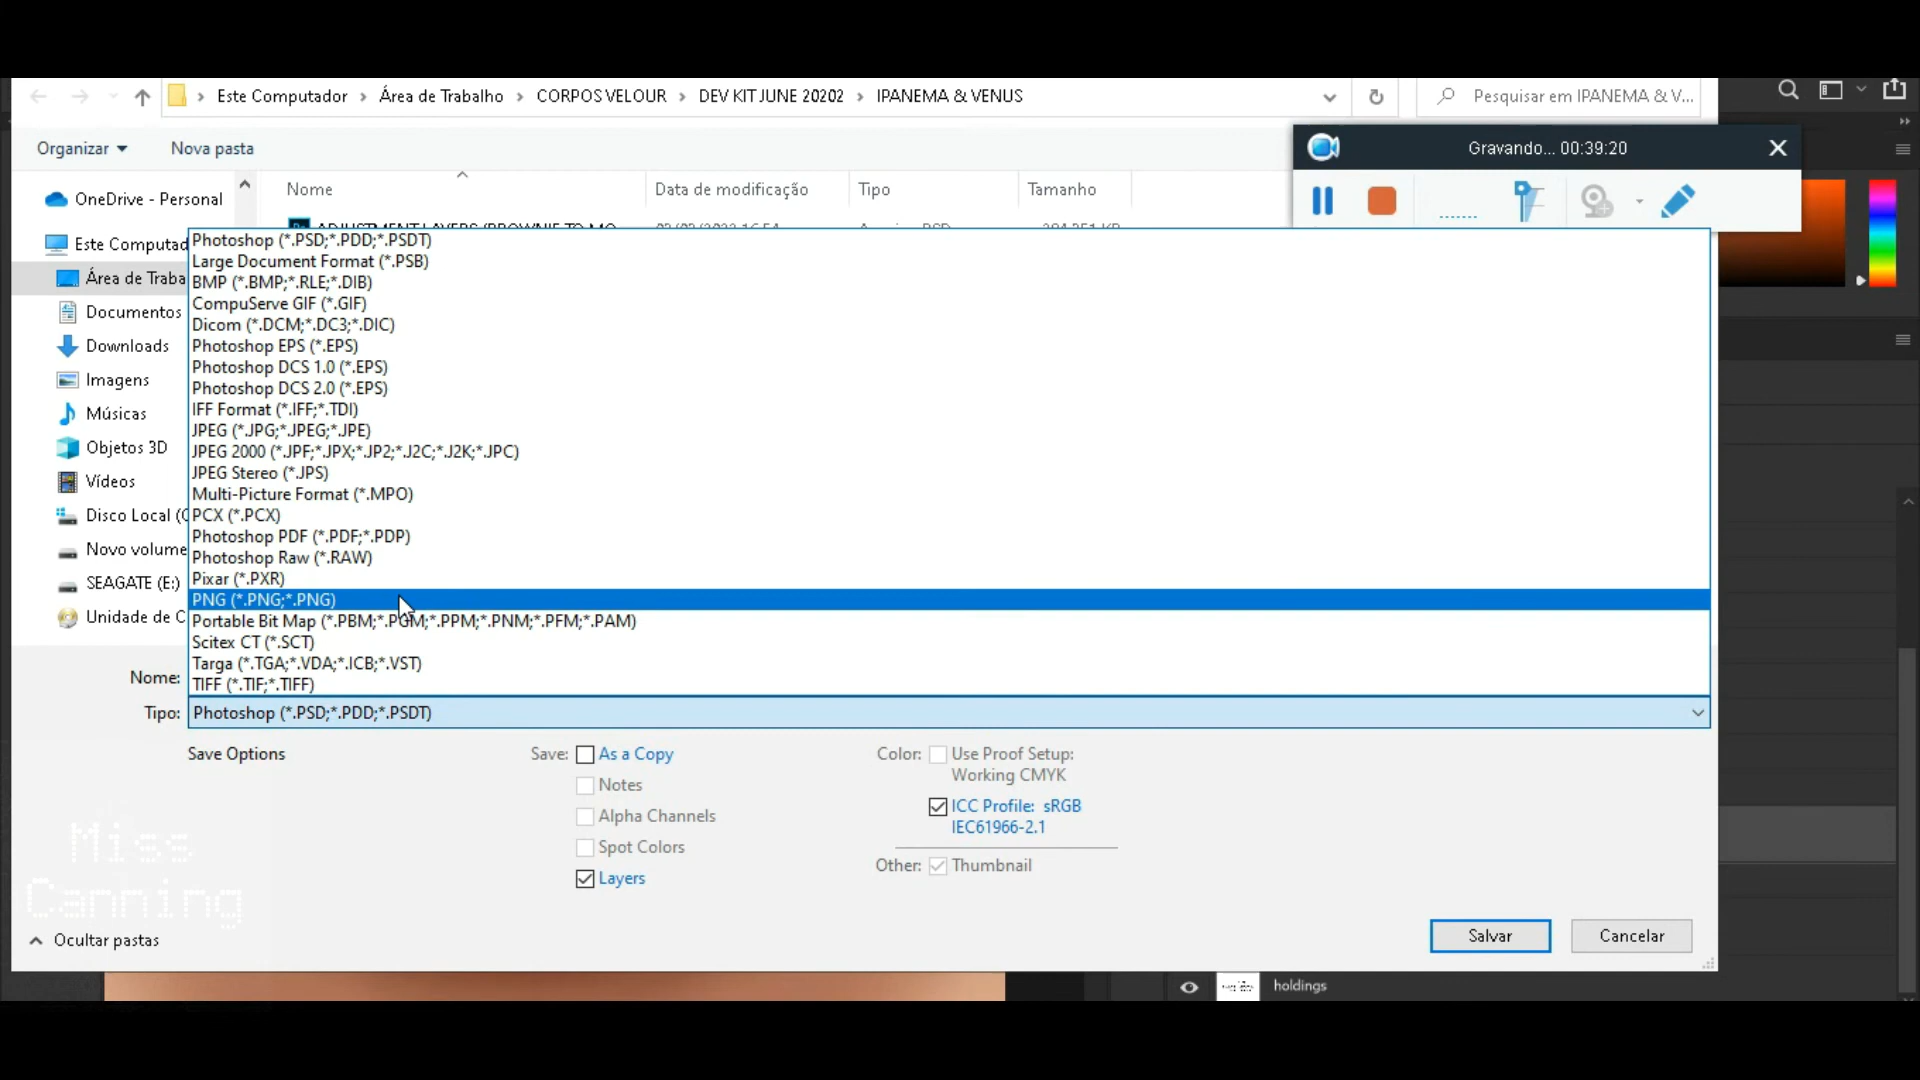 Este Computador > Área de Trabalho > CORPOS VELOUR > DEV KIT JUNE 20202 > IPANEMA & VENUS
Pesquisar em IPANEMA & V...
Organizar
Nova pasta
Gravando... 00:39:20
Nome
Data de modificação
Tipo
Tamanho
OneDrive - Personal
Este Computad
Área de Traba
Documentos
Downloads
Imagens
Músicas
Objetos 3D
Vídeos
Disco Local (
Novo volume
SEAGATE (E:)
Unidade de C
Photoshop (*.PSD;*.PDD;*.PSDT)
Large Document Format (*.PSB)
BMP (*.BMP;*.RLE;*.DIB)
CompuServe GIF (*.GIF)
Dicom (*.DCM;*.DC3;*.DIC)
Photoshop EPS (*.EPS)
Photoshop DCS 1.0 (*.EPS)
Photoshop DCS 2.0 (*.EPS)
IFF Format (*.IFF;*.TDI)
JPEG (*.JPG;*.JPEG;*.JPE)
JPEG 2000 (*.JPF;*.JPX;*.JP2;*.J2C;*.J2K;*.JPC)
JPEG Stereo (*.JPS)
Multi-Picture Format (*.MPO)
PCX (*.PCX)
Photoshop PDF (*.PDF;*.PDP)
Photoshop Raw (*.RAW)
Pixar (*.PXR)
PNG (*.PNG;*.PNG)
Portable Bit Map (*.PBM;*.PGM;*.PPM;*.PNM;*.PFM;*.PAM)
Scitex CT (*.SCT)
Targa (*.TGA;*.VDA;*.ICB;*.VST)
TIFF (*.TIF;*.TIFF)
Nome:
Tipo: Photoshop (*.PSD;*.PDD;*.PSDT)
Save Options
Save: As a Copy
Notes
Alpha Channels
Spot Colors
Layers
Color: Use Proof Setup:
Working CMYK
ICC Profile: sRGB
IEC61966-2.1
Other: Thumbnail
Miss
Canning
Ocultar pastas
Salvar
Cancelar
holdings